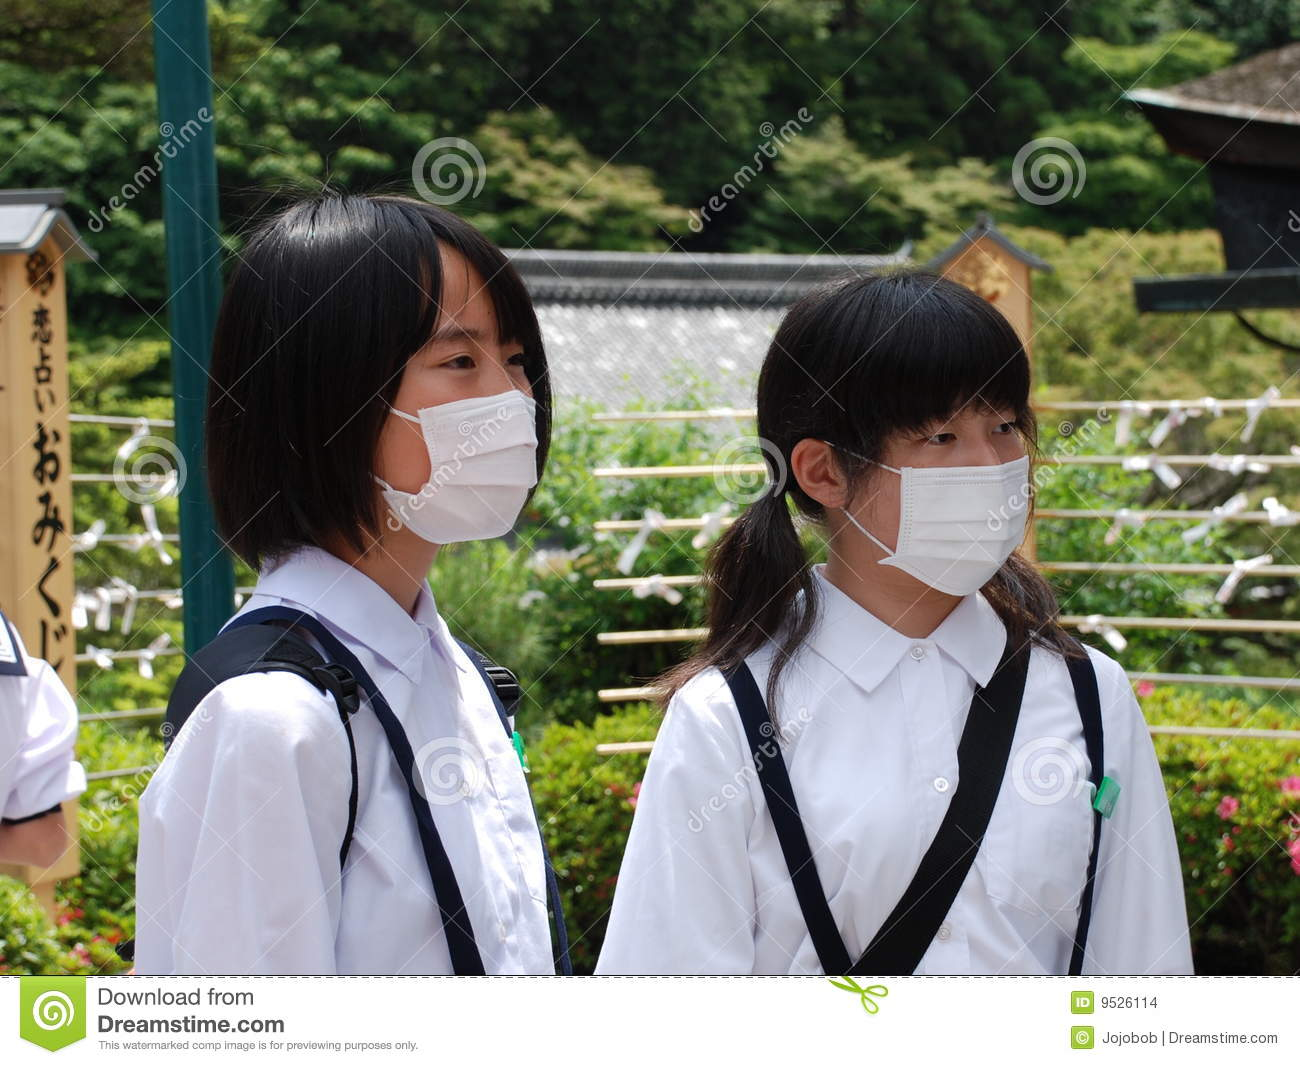 恋占いおみくじ
dreamstime.
dreamstime.
dreamstime.
dreamstime.
dreamstime.
dreamstime.
dreamstime.
Download from
Dreamstime.com
This watermarked comp image is for previewing purposes only.
ID 9526114
© Jojobob | Dreamstime.com